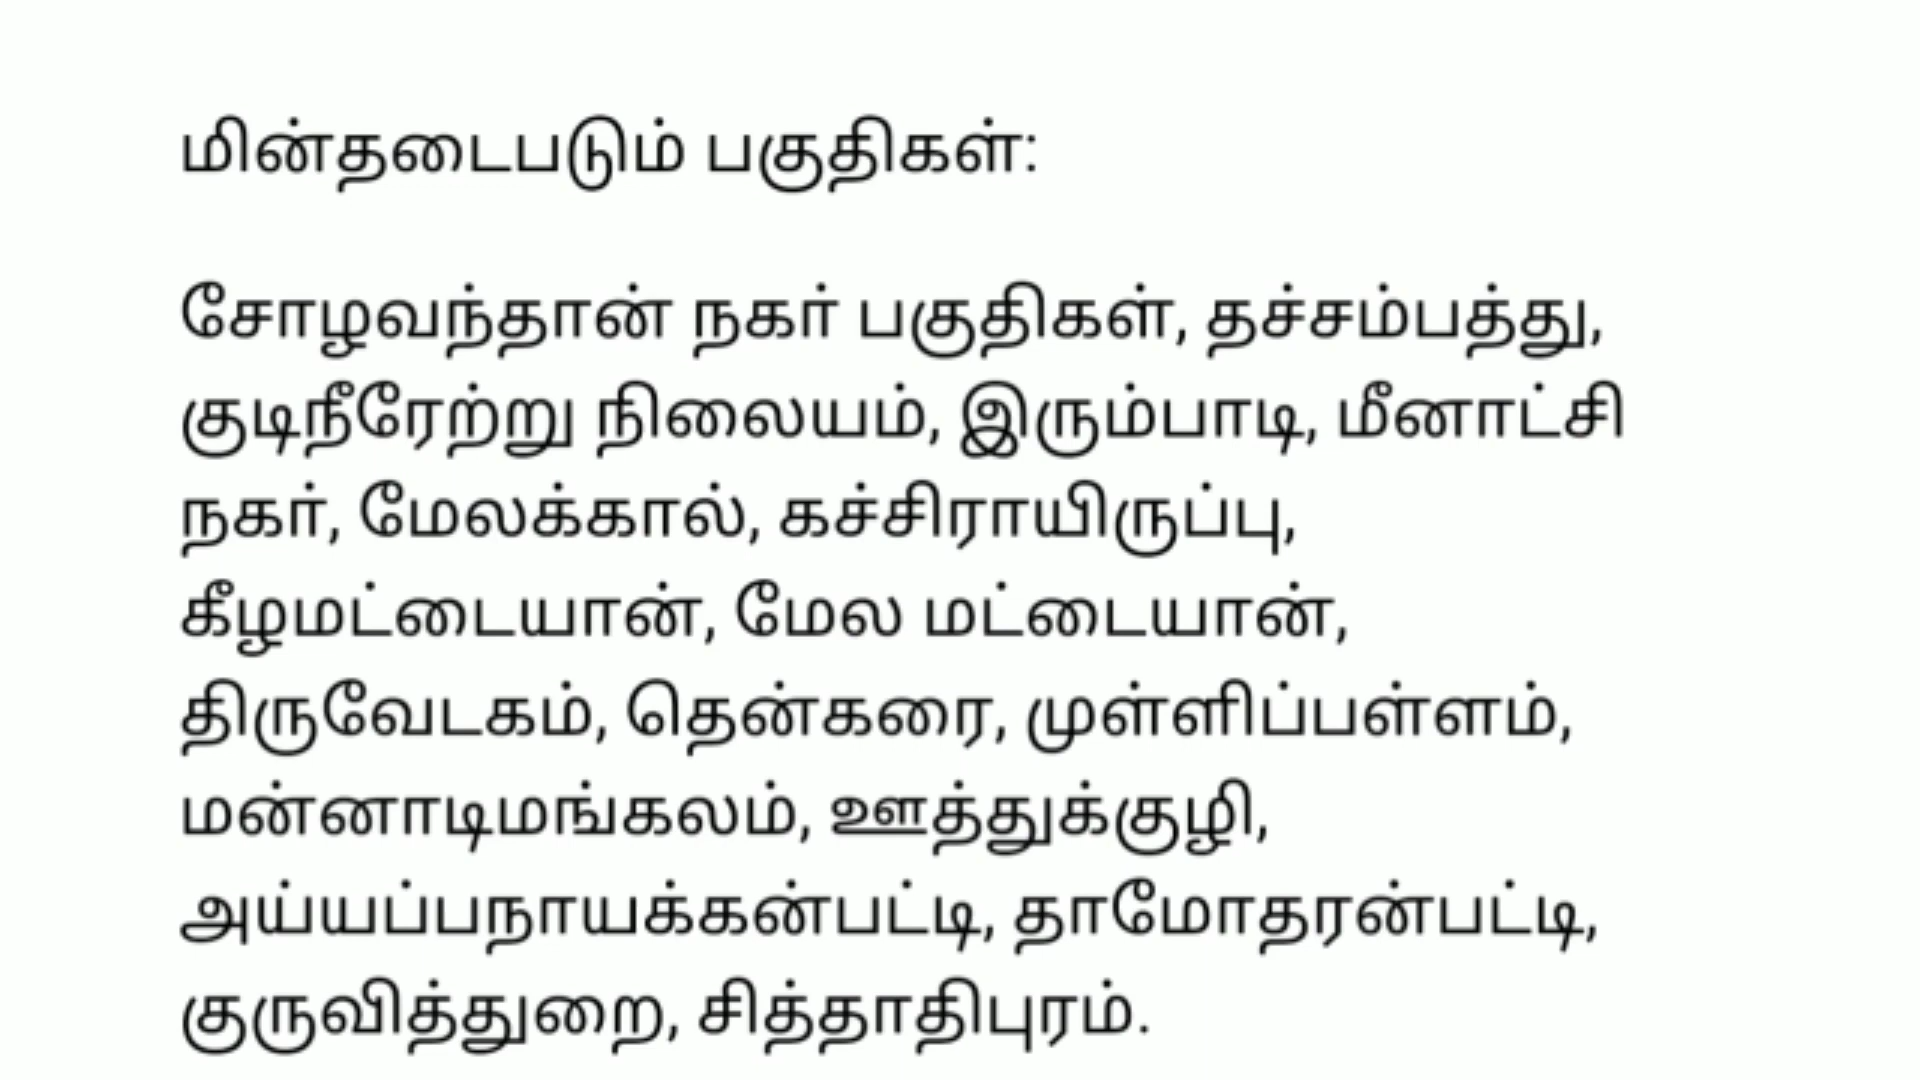 மின்தடைபடும் பகுதிகள்:
சோழவந்தான் நகர் பகுதிகள், தச்சம்பத்து,
குடிநீரேற்று நிலையம், இரும்பாடி, மீனாட்சி
நகர், மேலக்கால், கச்சிராயிருப்பு,
கீழமட்டையான், மேல மட்டையான்,
திருவேடகம், தென்கரை, முள்ளிப்பள்ளம்,
மன்னாடிமங்கலம், ஊத்துக்குழி,
அய்யப்பநாயக்கன்பட்டி, தாமோதரன்பட்டி,
குருவித்துறை, சித்தாதிபுரம்.